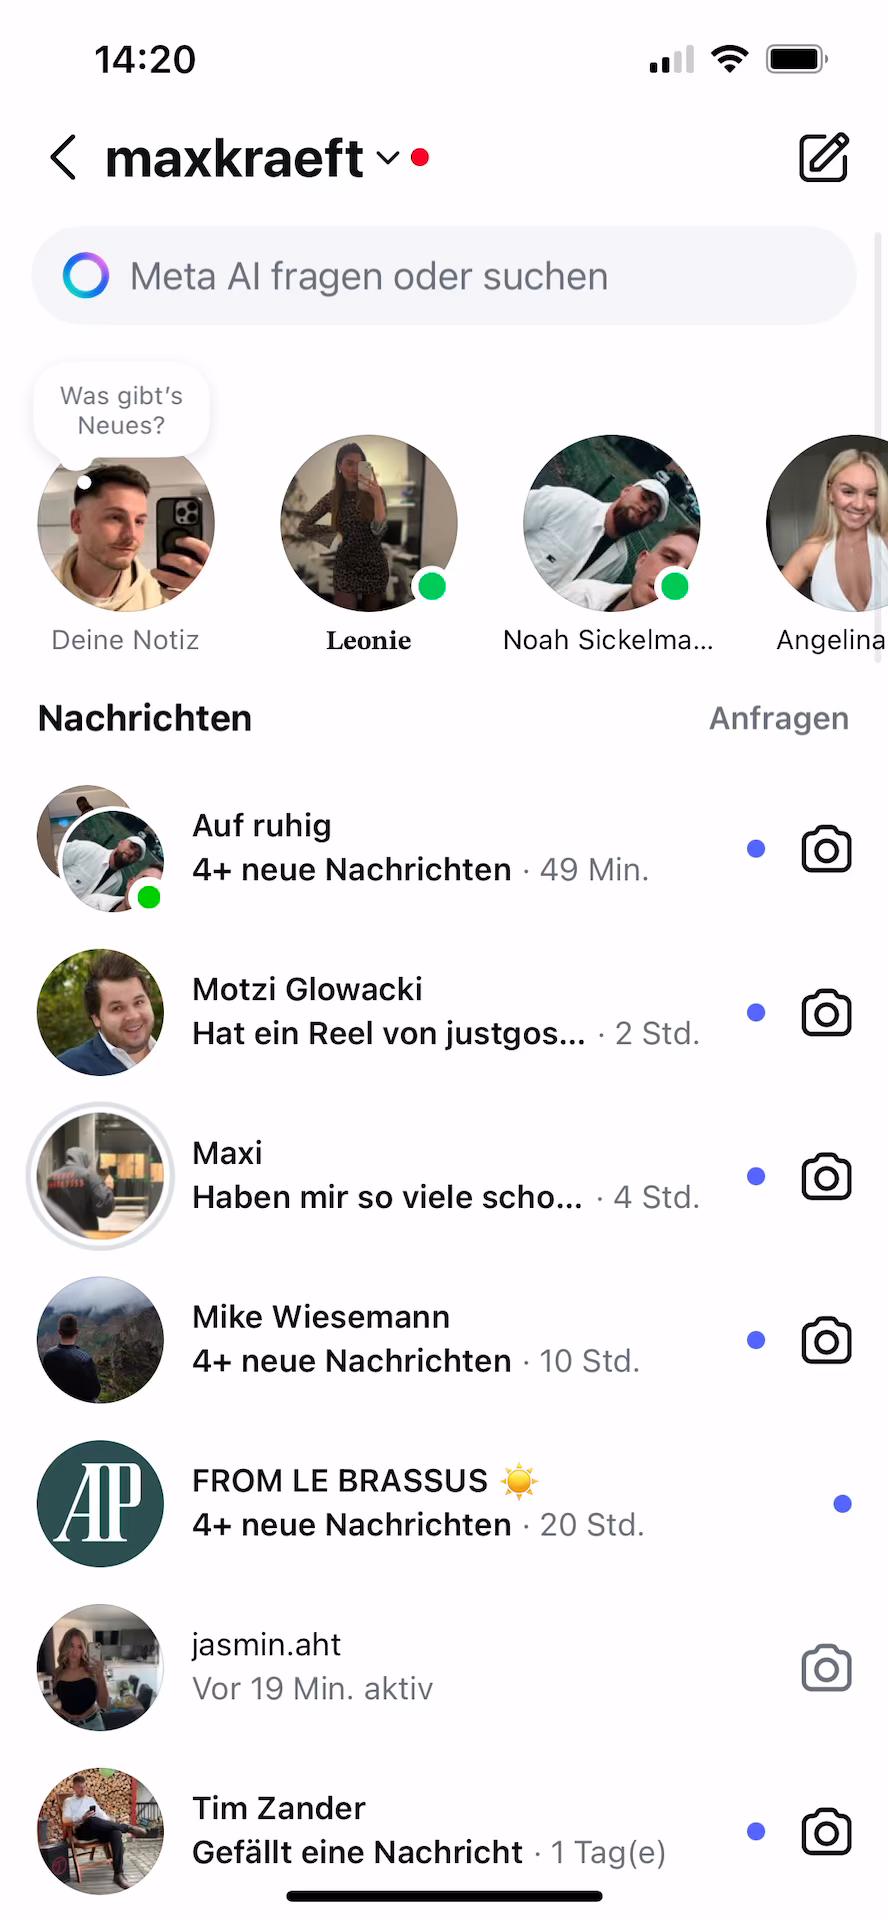 14:20
maxkraeft
Meta AI fragen oder suchen
Was gibt's
Neues?
Deine Notiz
Leonie
Noah Sickelma...
Angelina
Nachrichten
Anfragen
Auf ruhig
4+ neue Nachrichten · 49 Min.
Motzi Glowacki
Hat ein Reel von justgos... · 2 Std.
Maxi
Haben mir so viele scho... · 4 Std.
Mike Wiesemann
4+ neue Nachrichten · 10 Std.
AP
FROM LE BRASSUS ☀️
4+ neue Nachrichten · 20 Std.
jasmin.aht
Vor 19 Min. aktiv
Tim Zander
Gefällt eine Nachricht · 1 Tag(e)